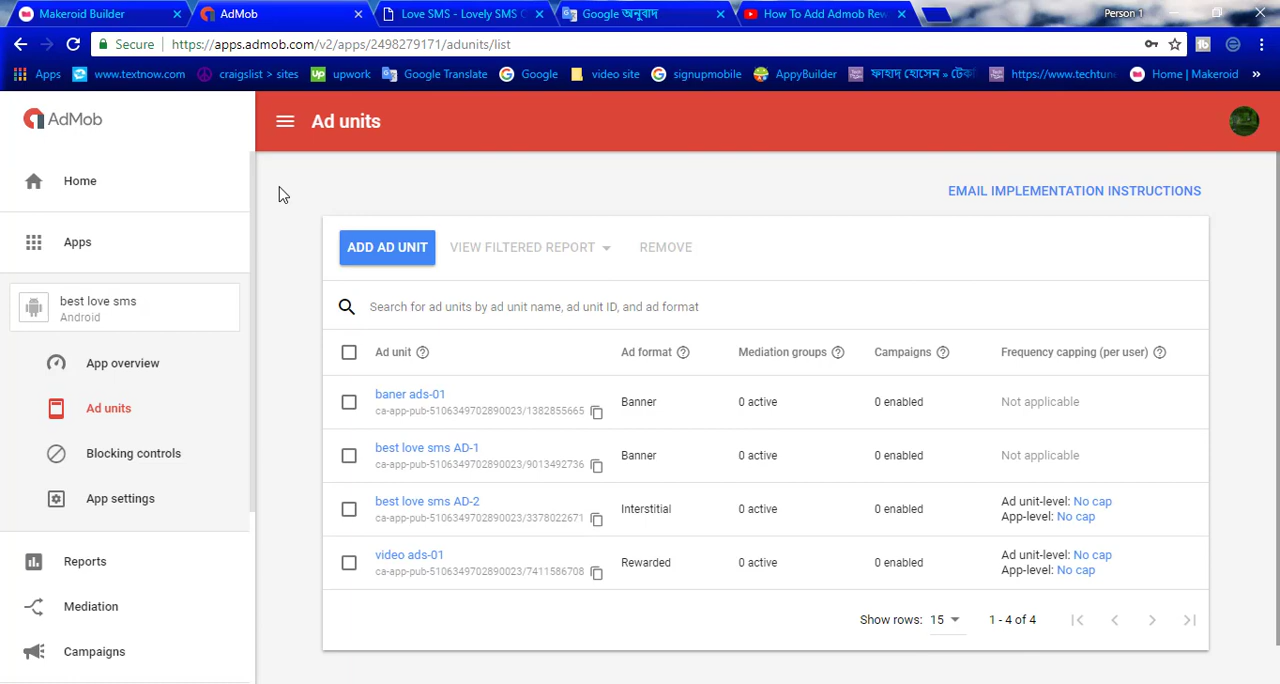 Makeroid Builder
AdMob
Love SMS - Lovely SMS C
Google অনুবাদ
How To Add Admob Rew
Person 1
Secure
https://apps.admob.com/v2/apps/2498279171/adunits/list
Apps
www.textnow.com
craigslist > sites
upwork
Google Translate
Google
video site
signupmobile
AppyBuilder
ফাহাদ হোসেন » টেক
https://www.techtune
Home | Makeroid
»
AdMob
Ad units
Home
EMAIL IMPLEMENTATION INSTRUCTIONS
Apps
ADD AD UNIT
VIEW FILTERED REPORT
REMOVE
best love sms
Android
Search for ad units by ad unit name, ad unit ID, and ad format
Ad unit
Ad format
Mediation groups
Campaigns
Frequency capping (per user)
App overview
baner ads-01
ca-app-pub-5106349702890023/1382855665
Banner
0 active
0 enabled
Not applicable
Ad units
best love sms AD-1
ca-app-pub-5106349702890023/9013492736
Banner
0 active
0 enabled
Not applicable
Blocking controls
best love sms AD-2
ca-app-pub-5106349702890023/3378022671
Interstitial
0 active
0 enabled
Ad unit-level: No cap
App-level: No cap
App settings
video ads-01
ca-app-pub-5106349702890023/7411586708
Rewarded
0 active
0 enabled
Ad unit-level: No cap
App-level: No cap
Reports
Show rows: 15
1 - 4 of 4
Mediation
Campaigns